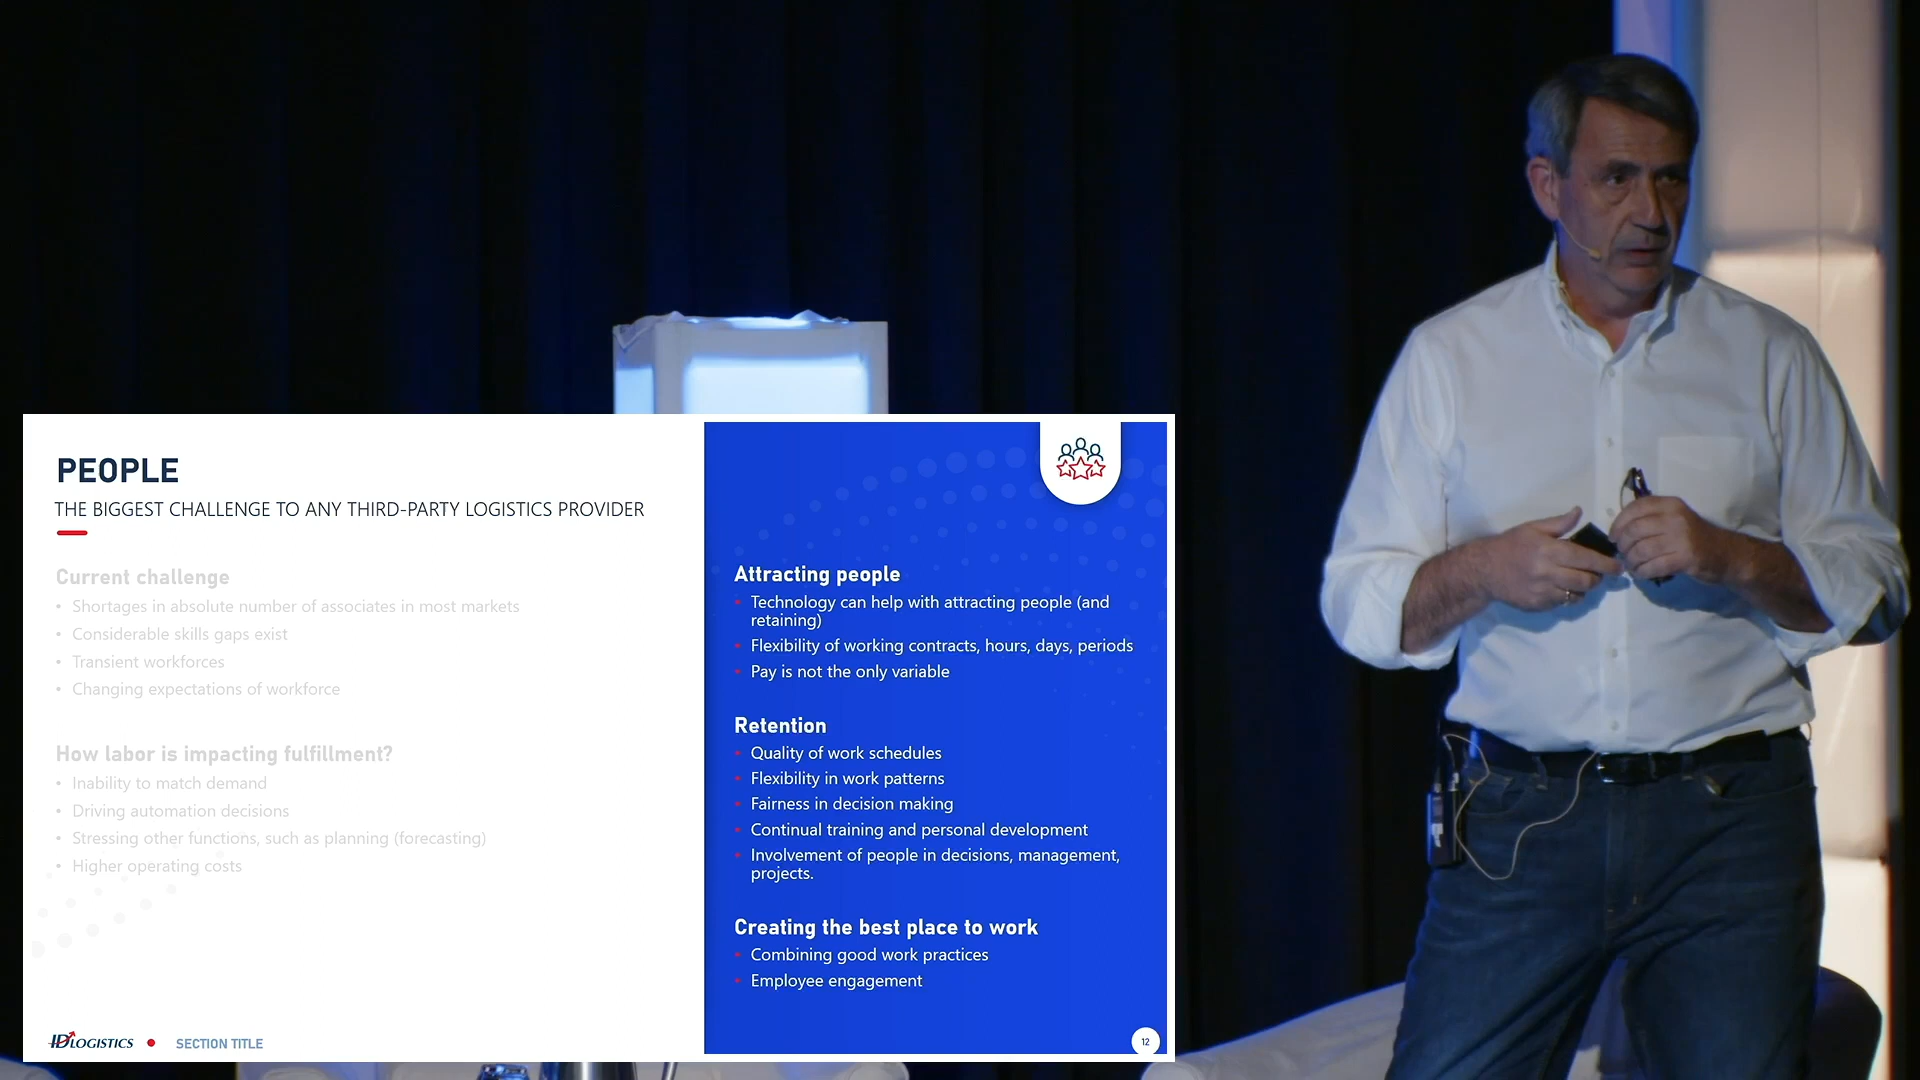 PEOPLE
THE BIGGEST CHALLENGE TO ANY THIRD-PARTY LOGISTICS PROVIDER
Current challenge
• Shortages in absolute number of associates in most markets
• Considerable skills gaps exist
• Transient workforces
• Changing expectations of workforce
How labor is impacting fulfillment?
• Inability to match demand
• Driving automation decisions
• Stressing other functions, such as planning (forecasting)
• Higher operating costs
Attracting people
• Technology can help with attracting people (and
retaining)
• Flexibility of working contracts, hours, days, periods
• Pay is not the only variable
Retention
• Quality of work schedules
• Flexibility in work patterns
• Fairness in decision making
• Continual training and personal development
• Involvement of people in decisions, management,
projects.
Creating the best place to work
• Combining good work practices
• Employee engagement
ID LOGISTICS • SECTION TITLE
12